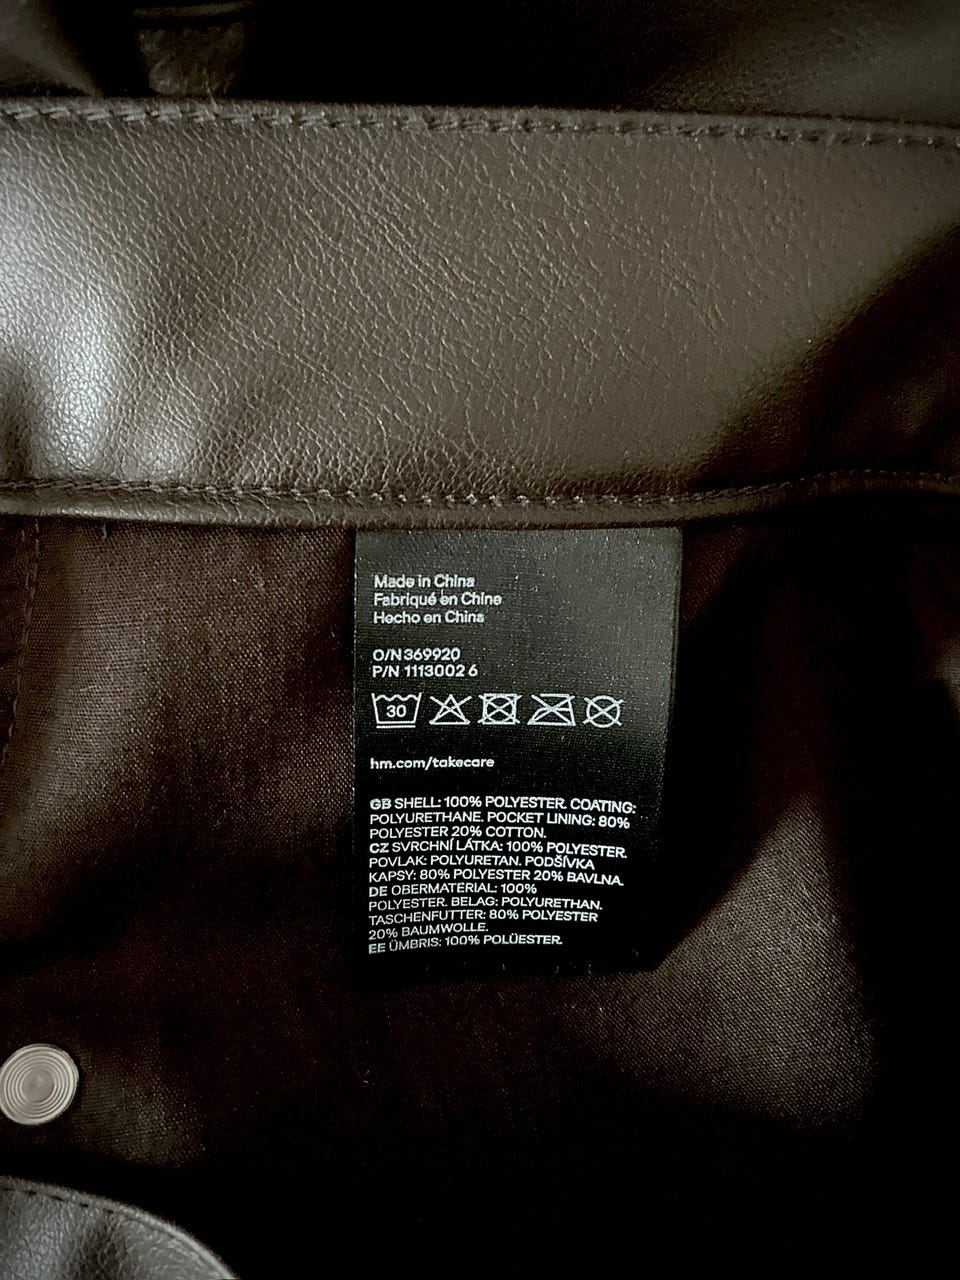 Made in China
Fabriqué en Chine
Hecho en China
O/N 369920
P/N 1113002 6
30
hm.com/takecare
GB SHELL: 100% POLYESTER. COATING:
POLYURETHANE. POCKET LINING: 80%
POLYESTER 20% COTTON.
CZ SVRCHNÍ LÁTKA: 100% POLYESTER.
POVLAK: POLYURETAN. PODŠÍVKA
KAPSY: 80% POLYESTER 20% BAVLNA.
DE OBERMATERIAL: 100%
POLYESTER. BELAG: POLYURETHAN.
TASCHENFUTTER: 80% POLYESTER
20% BAUMWOLLE.
EE ÜMBRIS: 100% POLÜESTER.